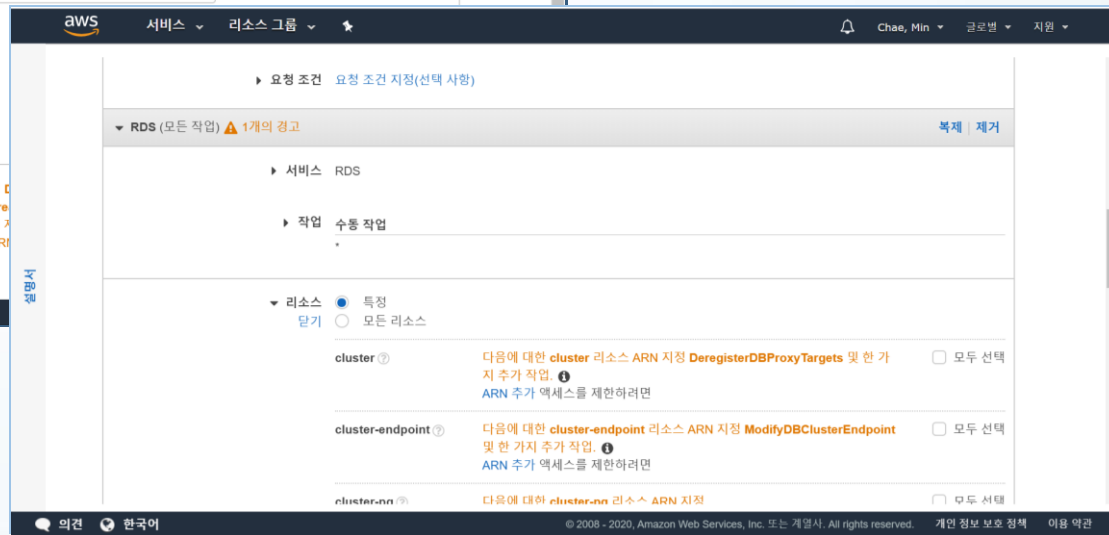 aws 서비스 리소스 그룹 Chae, Min 글로벌 지원
요청 조건 요청 조건 지정(선택 사항)
RDS (모든 작업) 1개의 경고 복제 제거
서비스 RDS
작업 수동 작업
*
설명서
리소스 특정
닫기 모든 리소스
cluster 다음에 대한 cluster 리소스 ARN 지정 DeregisterDBProxyTargets 및 한 가 모두 선택
지 추가 작업.
ARN 추가 액세스를 제한하려면
cluster-endpoint 다음에 대한 cluster-endpoint 리소스 ARN 지정 ModifyDBClusterEndpoint 모두 선택
및 한 가지 추가 작업.
ARN 추가 액세스를 제한하려면
cluster-pg 다음에 대한 cluster-pg 리소스 ARN 지정 모두 선택
의견 한국어 © 2008 - 2020, Amazon Web Services, Inc. 또는 계열사. All rights reserved. 개인 정보 보호 정책 이용 약관